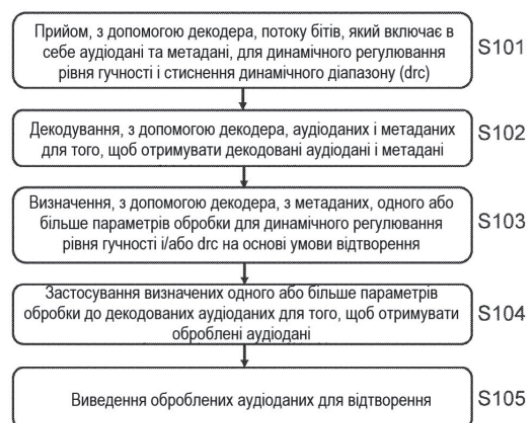 Прийом, з допомогою декодера, потоку бітів, який включає в
себе аудіодані та метадані, для динамічного регулювання
рівня гучності і стиснення динамічного діапазону (drc)
S101
Декодування, з допомогою декодера, аудіоданих і метаданих
для того, щоб отримувати декодовані аудіодані і метадані
S102
Визначення, з допомогою декодера, з метаданих, одного або
більше параметрів обробки для динамічного регулювання
рівня гучності і/або drc на основі умови відтворення
S103
Застосування визначених одного або більше параметрів
обробки до декодованих аудіоданих для того, щоб отримувати
оброблені аудіодані
S104
Виведення оброблених аудіоданих для відтворення
S105